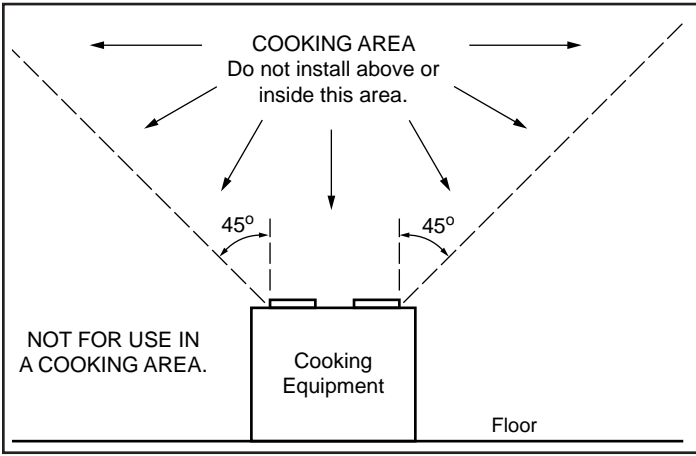 COOKING AREA
Do not install above or
inside this area.
45º
45º
NOT FOR USE IN
A COOKING AREA.
Cooking
Equipment
Floor